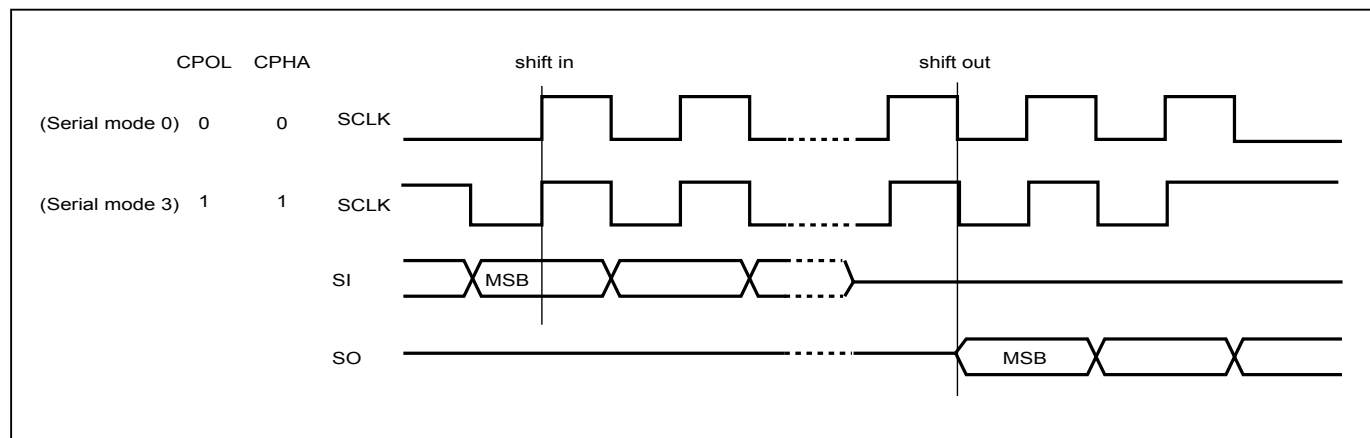 CPOL CPHA shift in shift out
(Serial mode 0) 0 0 SCLK
(Serial mode 3) 1 1 SCLK
SI MSB
SO MSB